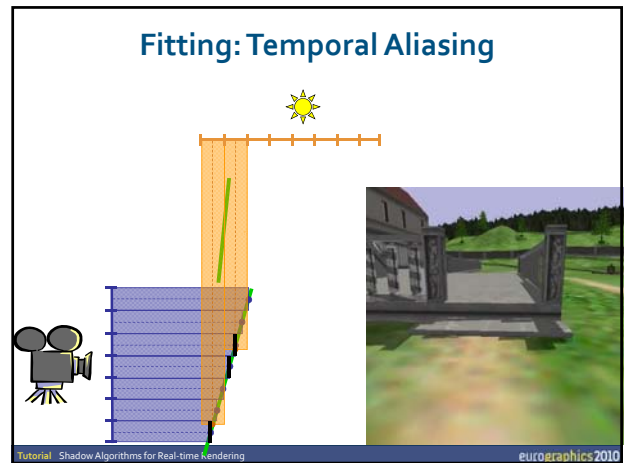 Fitting: Temporal Aliasing
Tutorial Shadow Algorithms for Real-time Rendering
eurographics 2010